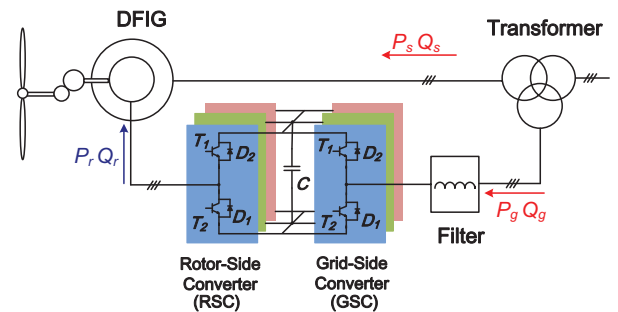 DFIG
Transformer
Ps Qs
Pr Qr
T1
D2
T2
D1
C
T1
D2
T2
D1
Filter
Pg Qg
Rotor-Side
Converter
(RSC)
Grid-Side
Converter
(GSC)